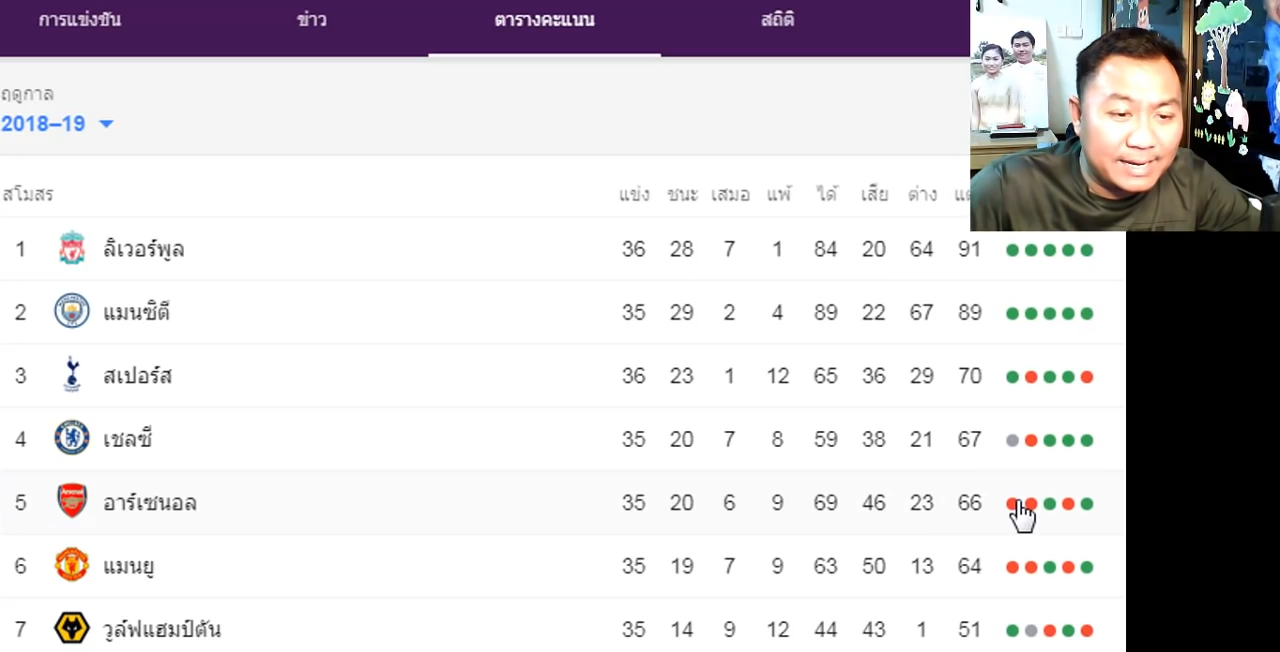 การแข่งขัน ข่าว ตารางคะแนน สถิติ
ฤดูกาล
2018–19
สโมสร แข่ง ชนะ เสมอ แพ้ ได้ เสีย ต่าง
1 ลิเวอร์พูล 36 28 7 1 84 20 64 91
2 แมนซิตี 35 29 2 4 89 22 67 89
3 สเปอร์ส 36 23 1 12 65 36 29 70
4 เชลซี 35 20 7 8 59 38 21 67
5 อาร์เซนอล 35 20 6 9 69 46 23 66
6 แมนยู 35 19 7 9 63 50 13 64
7 วูล์ฟแฮมป์ตัน 35 14 9 12 44 43 1 51